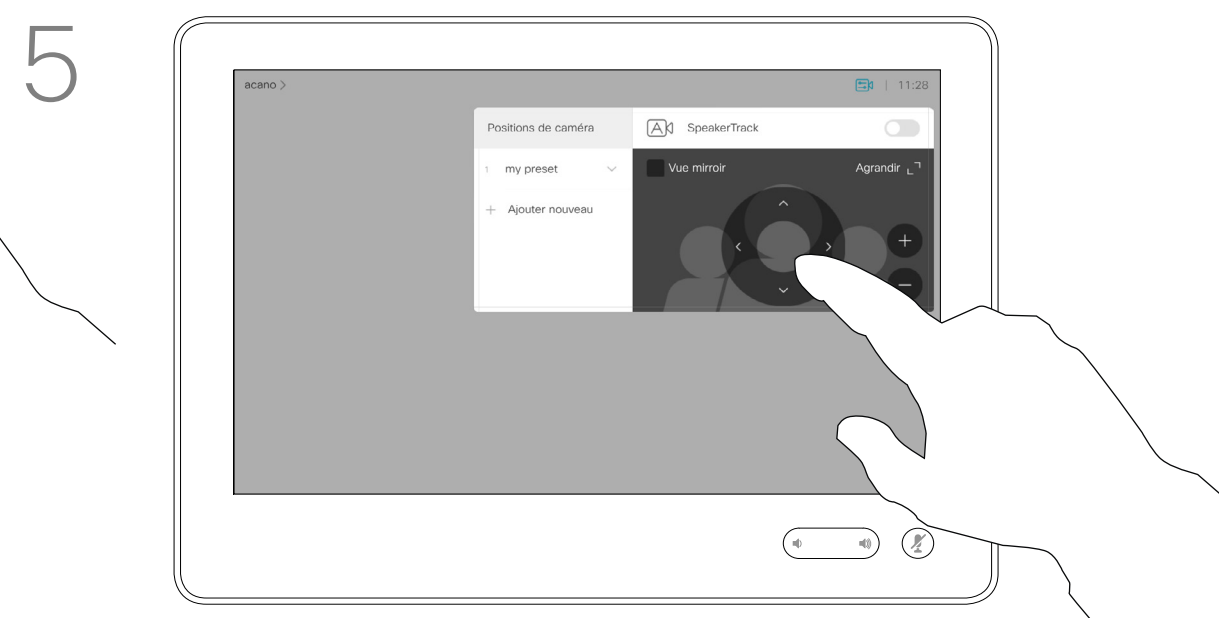 5
acano >
11:28
Positions de caméra
SpeakerTrack
1 my preset
Vue mirroir
Agrandir
+ Ajouter nouveau